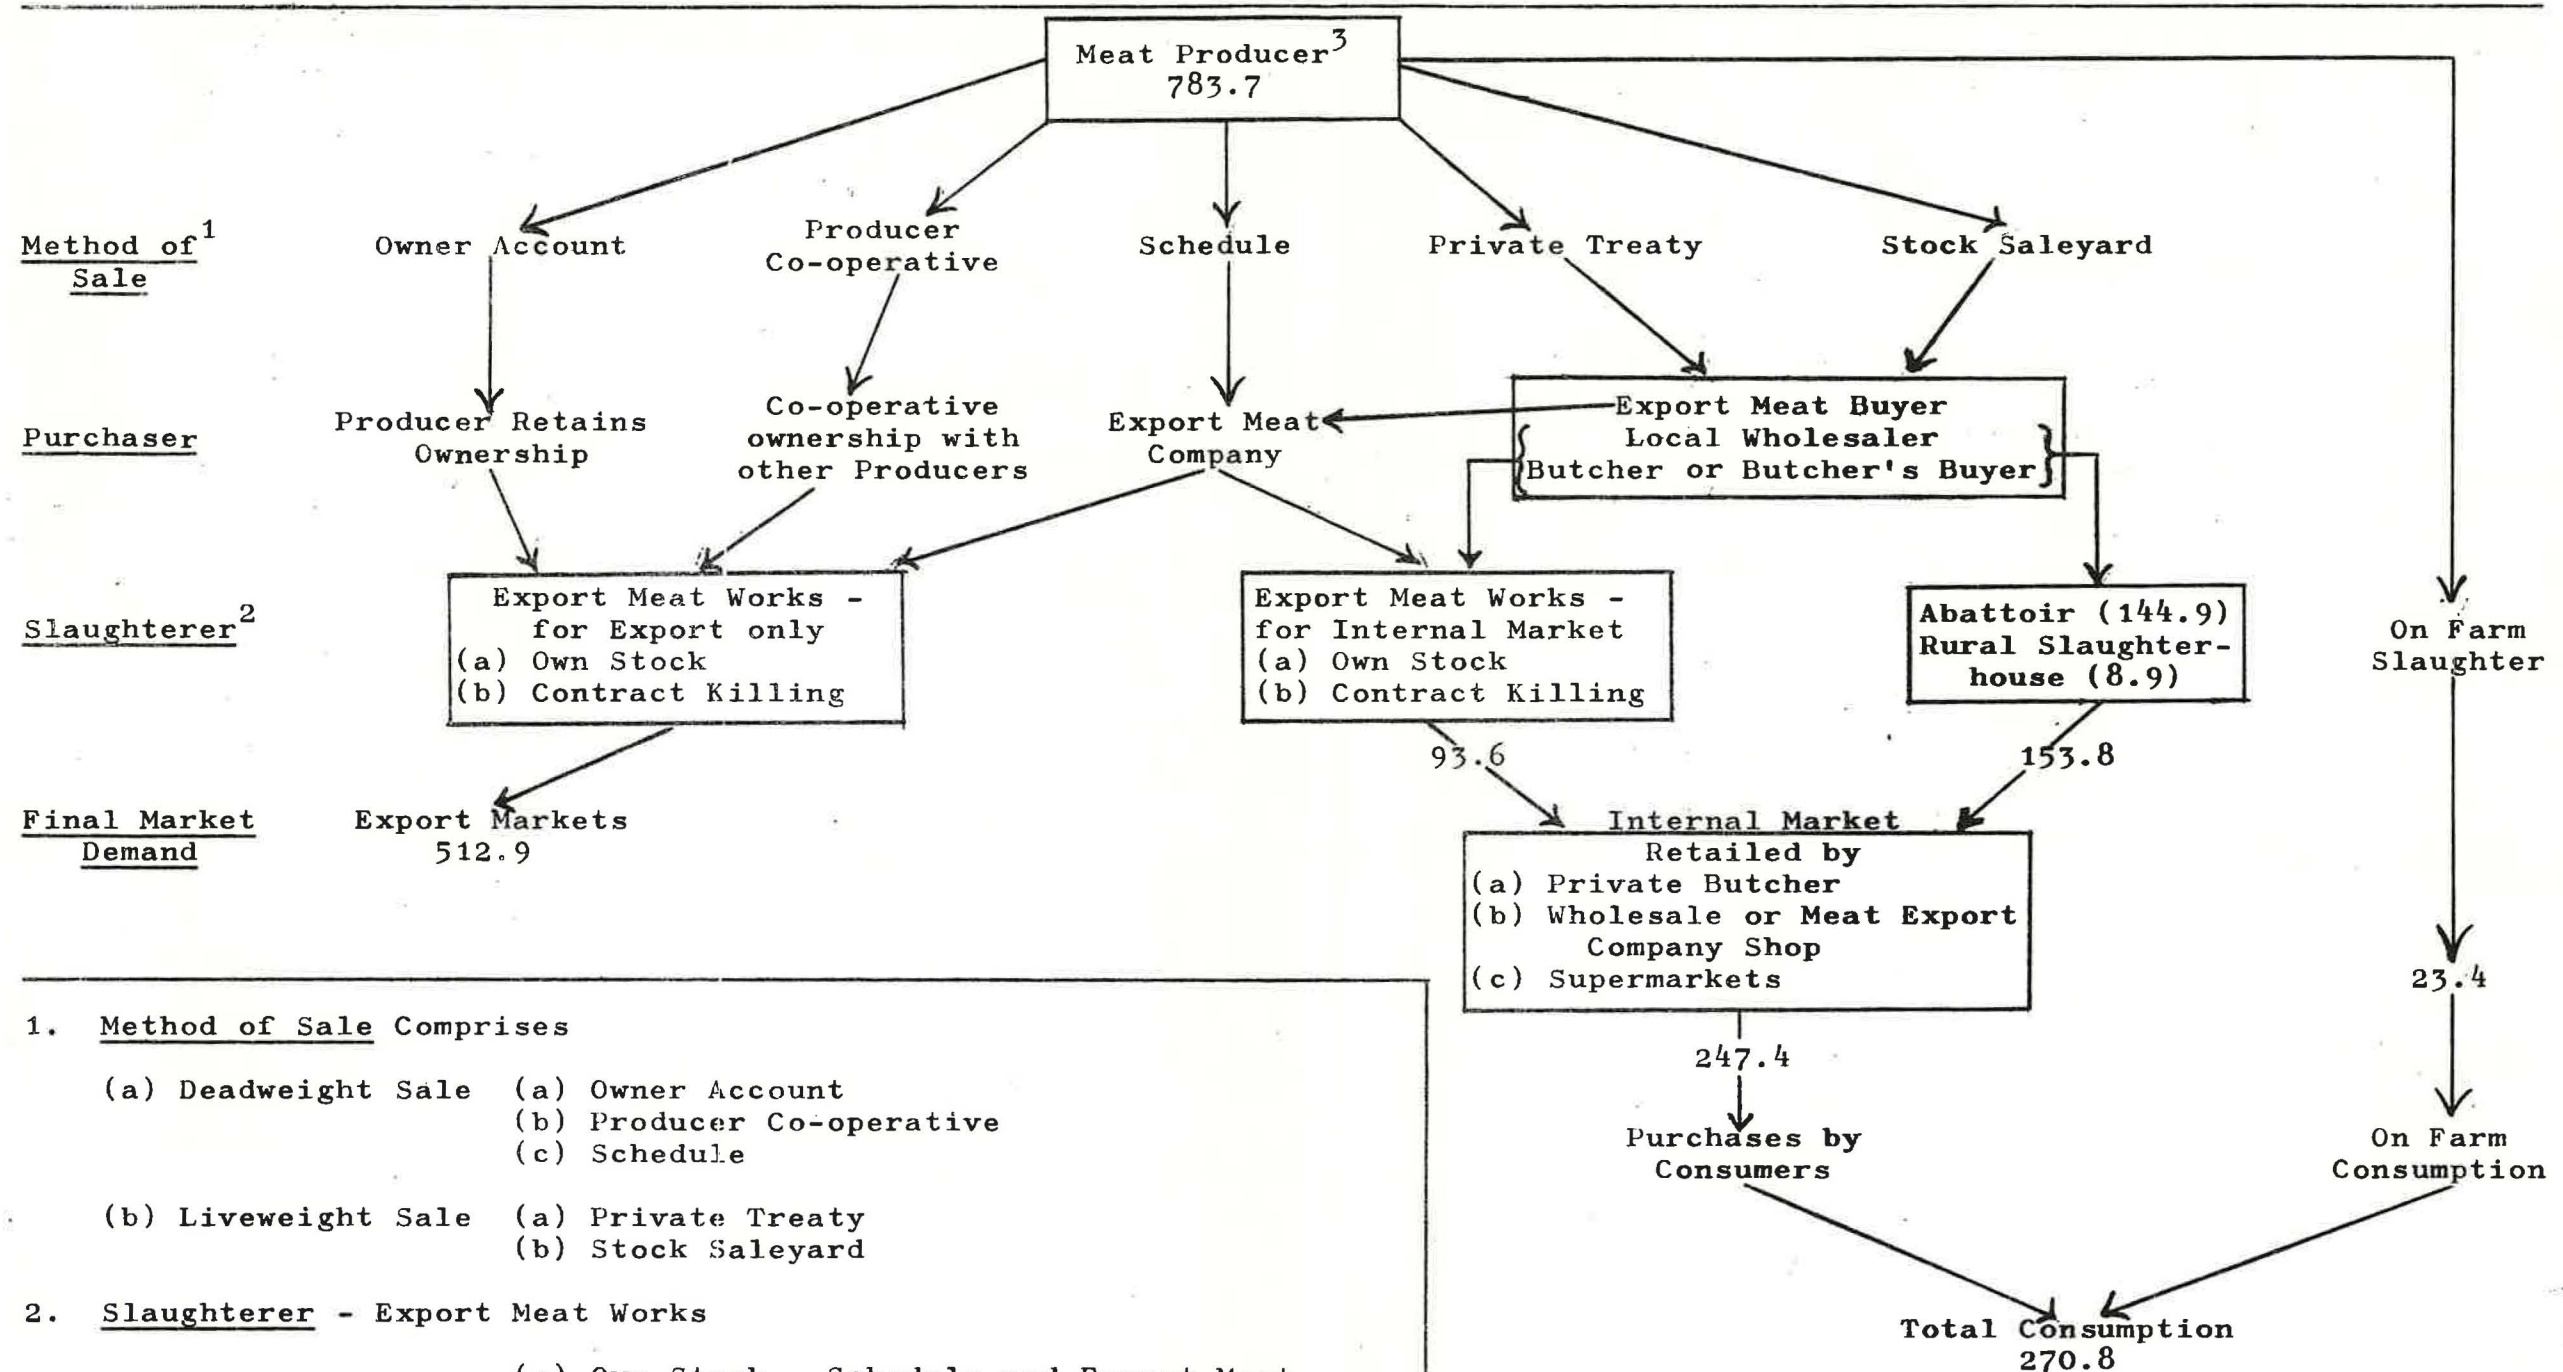 Meat Producer3
783.7
Method of1
Sale
Owner Account
Producer
Co-operative
Schedule
Private Treaty
Stock Saleyard
Purchaser
Producer Retains
Ownership
Co-operative
ownership with
other Producers
Export Meat
Company
Export Meat Buyer
Local Wholesaler
Butcher or Butcher's Buyer
Slaughterer2
Export Meat Works -
for Export only
(a) Own Stock
(b) Contract Killing
Export Meat Works -
for Internal Market
(a) Own Stock
(b) Contract Killing
Abattoir (144.9)
Rural Slaughter-
house (8.9)
On Farm
Slaughter
93.6
153.8
Final Market
Demand
Export Markets
512.9
Internal Market
Retailed by
(a) Private Butcher
(b) Wholesale or Meat Export
Company Shop
(c) Supermarkets
23.4
247.4
Purchases by
Consumers
On Farm
Consumption
Total Consumption
270.8
1. Method of Sale Comprises
(a) Deadweight Sale (a) Owner Account
(b) Producer Co-operative
(c) Schedule
(b) Liveweight Sale (a) Private Treaty
(b) Stock Saleyard
2. Slaughterer - Export Meat Works
(a) Own Stock - Schedule and Export Meat